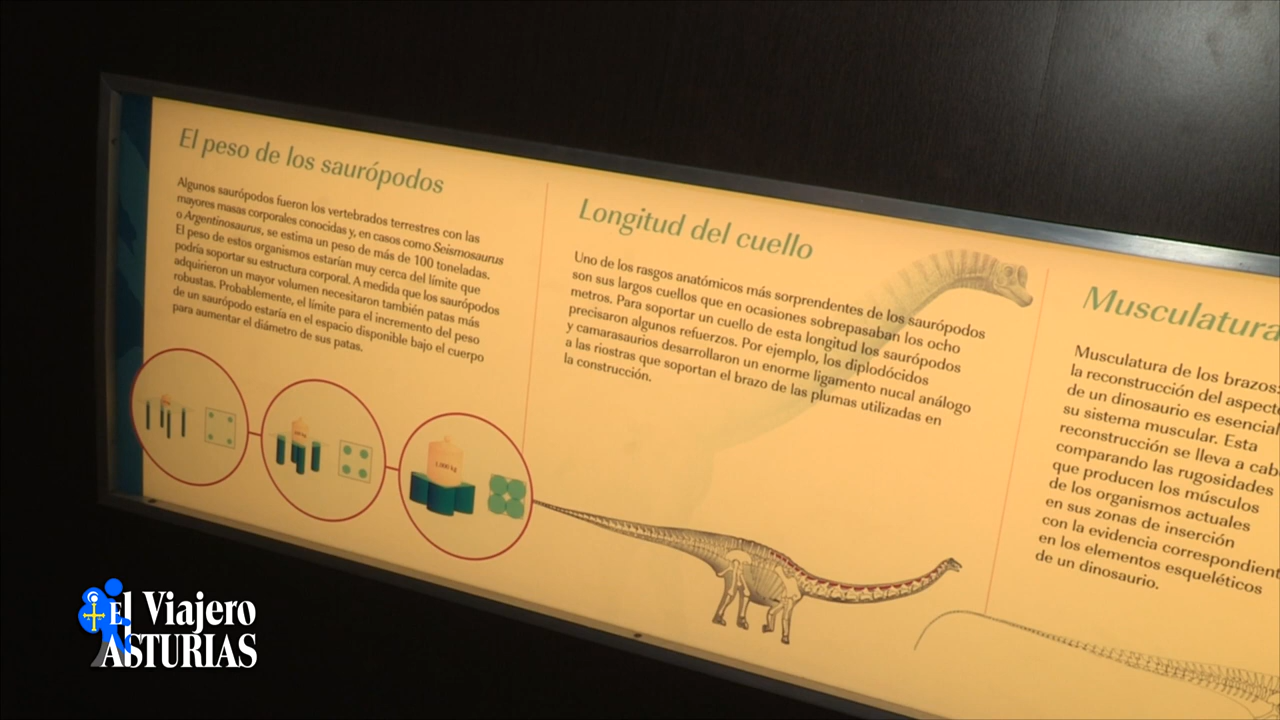 El peso de los saurópodos
Algunos saurópodos fueron los vertebrados terrestres con las
mayores masas corporales conocidas y, en casos como Seismosaurus
o Argentinosaurus, se estima un peso de más de 100 toneladas.
El peso de estos organismos estarían muy cerca del límite que
podría soportar su estructura corporal. A medida que los saurópodos
adquirieron un mayor volumen necesitaron también patas más
robustas. Probablemente, el límite para el incremento del peso
de un saurópodo estaría en el espacio disponible bajo el cuerpo
para aumentar el diámetro de sus patas.
1.000 kg
Longitud del cuello
Uno de los rasgos anatómicos más sorprendentes de los saurópodos
son sus largos cuellos que en ocasiones sobrepasaban los ocho
metros. Para soportar un cuello de esta longitud los saurópodos
precisaron algunos refuerzos. Por ejemplo, los diplodócidos
y camarasaurios desarrollaron un enorme ligamento nucal análogo
a las riostras que soportan el brazo de las plumas utilizadas en
la construcción.
Musculatura
Musculatura de los brazos:
la reconstrucción del aspect
de un dinosaurio es esencial
su sistema muscular. Esta
reconstrucción se lleva a cab
comparando las rugosidades
que producen los músculos
de los organismos actuales
en sus zonas de inserción
con la evidencia correspondient
en los elementos esqueléticos
de un dinosaurio.
El Viajero
ASTURIAS